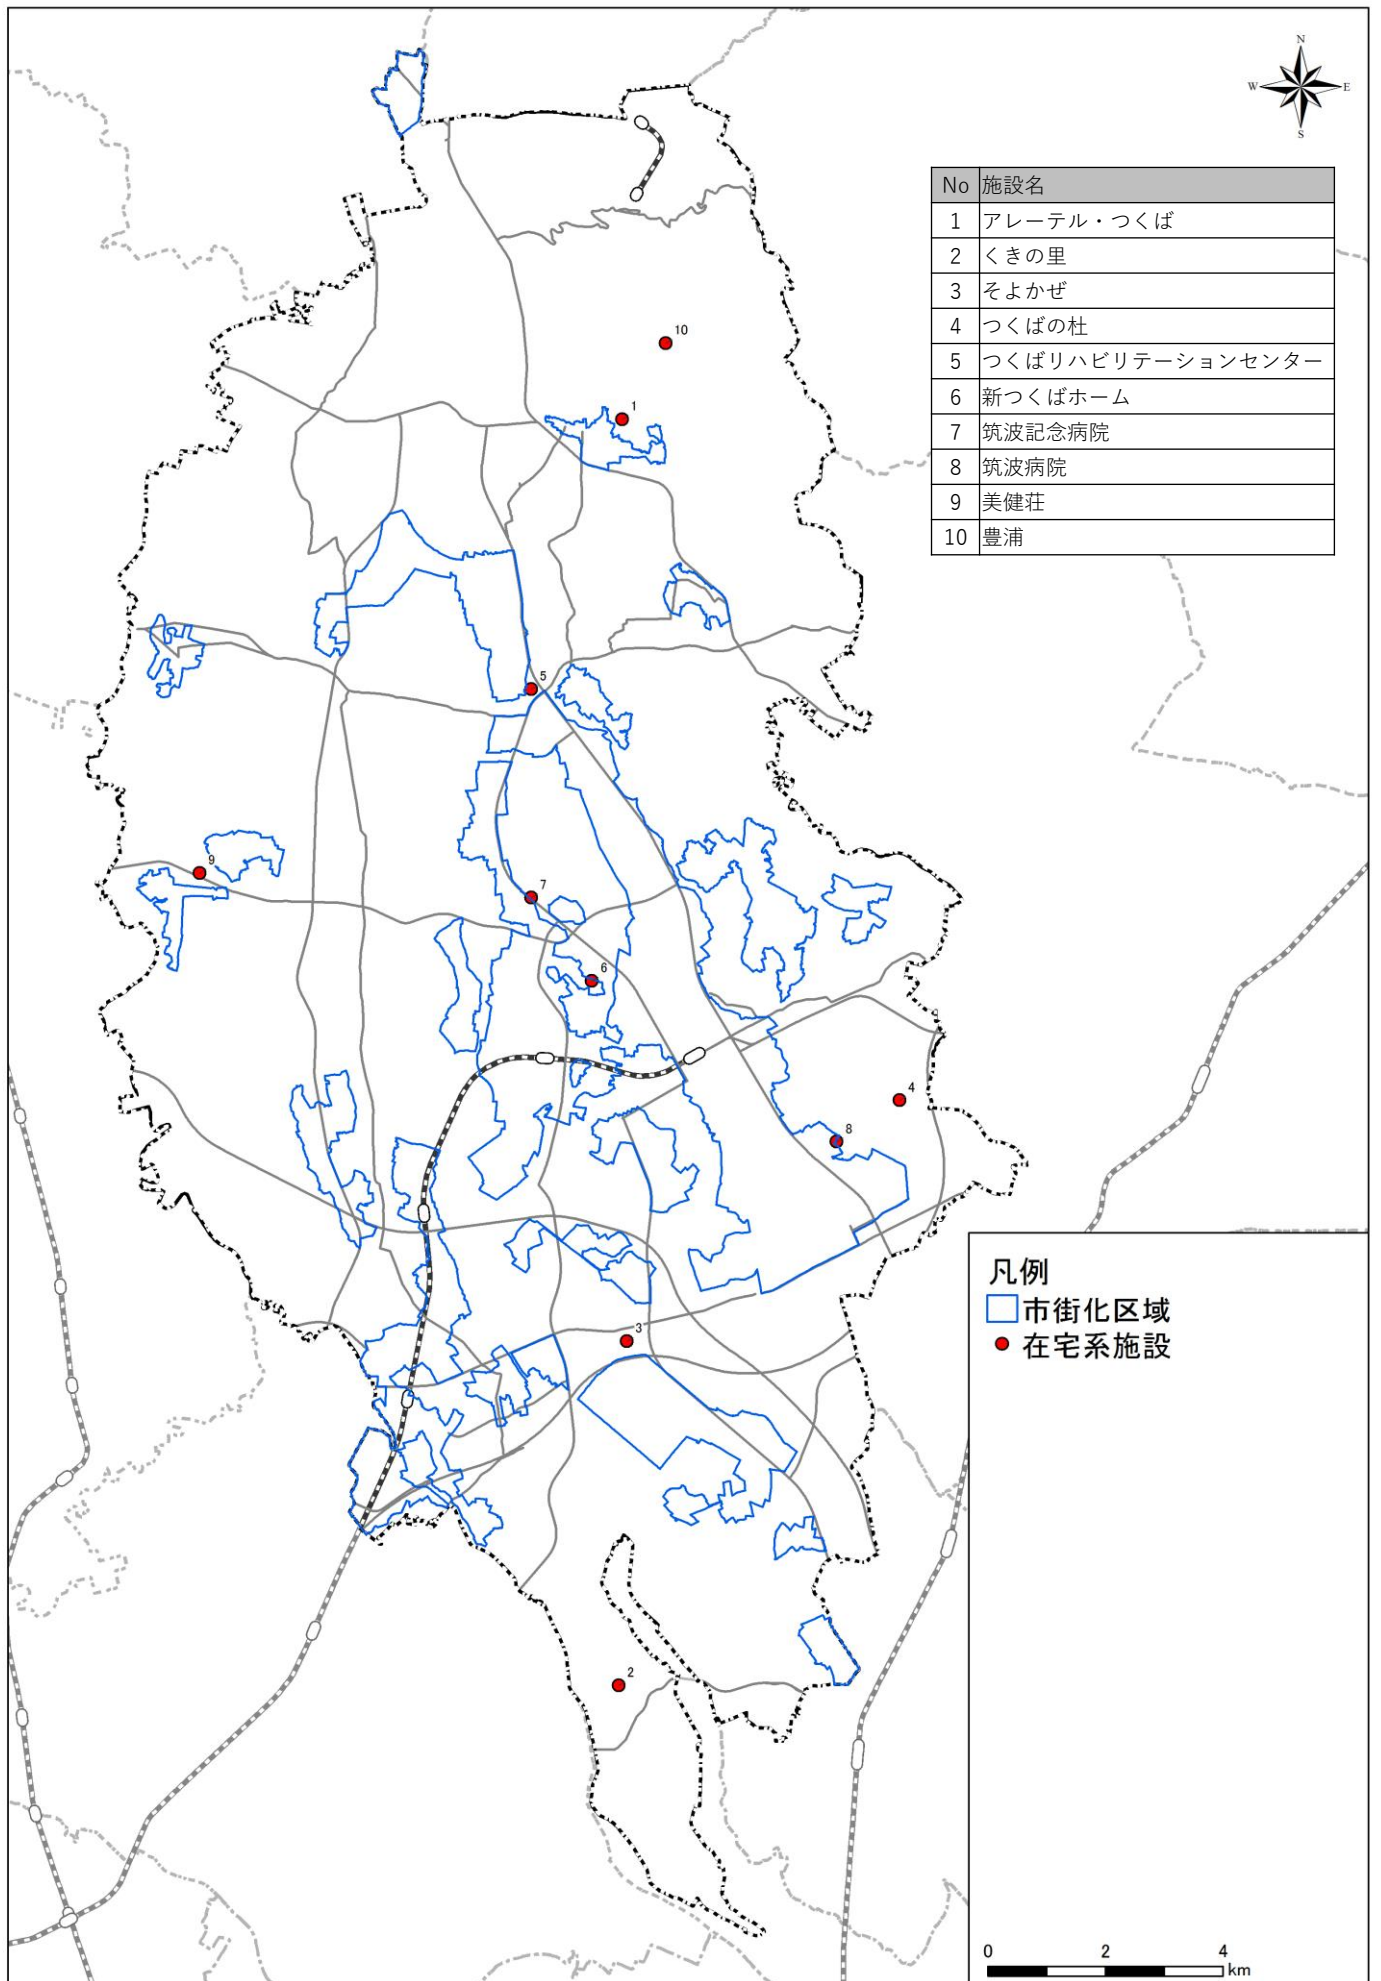 N
W E
S
No 施設名
1 アレーテル・つくば
2 くきの里
3 そよかぜ
4 つくばの杜
5 つくばリハビリテーションセンター
6 新つくばホーム
7 筑波記念病院
8 筑波病院
9 美健荘
10 豊浦
10
1
5
9
7
6
4
8
3
2
凡例
市街化区域
在宅系施設
0 2 4
km